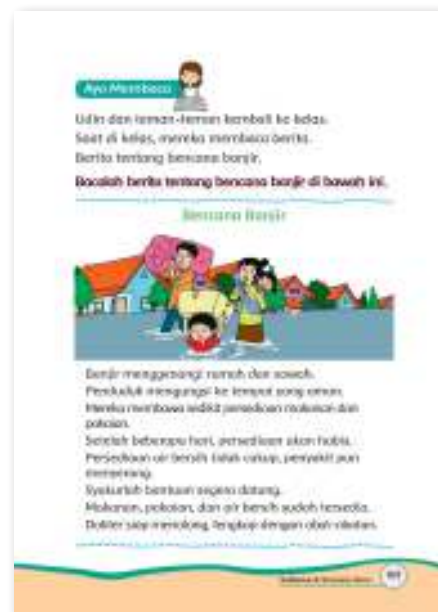 Ayo Membaca
Udin dan teman-teman kembali ke kelas.
Saat di kelas, mereka membaca berita.
Berita tentang bencana banjir.
Bacalah berita tentang bencana banjir di bawah ini.
Bencana Banjir
Banjir menggenangi rumah dan sawah.
Penduduk mengungsi ke tempat yang aman.
Mereka membawa sedikit persediaan makanan dan
pakaian.
Setelah beberapa hari, persediaan akan habis.
Persediaan air bersih tidak cukup, penyakit pun
menyerang.
Syukurlah bantuan segera datang.
Makanan, pakaian, dan air bersih sudah tersedia.
Dokter siap menolong, lengkap dengan obat-obatan.